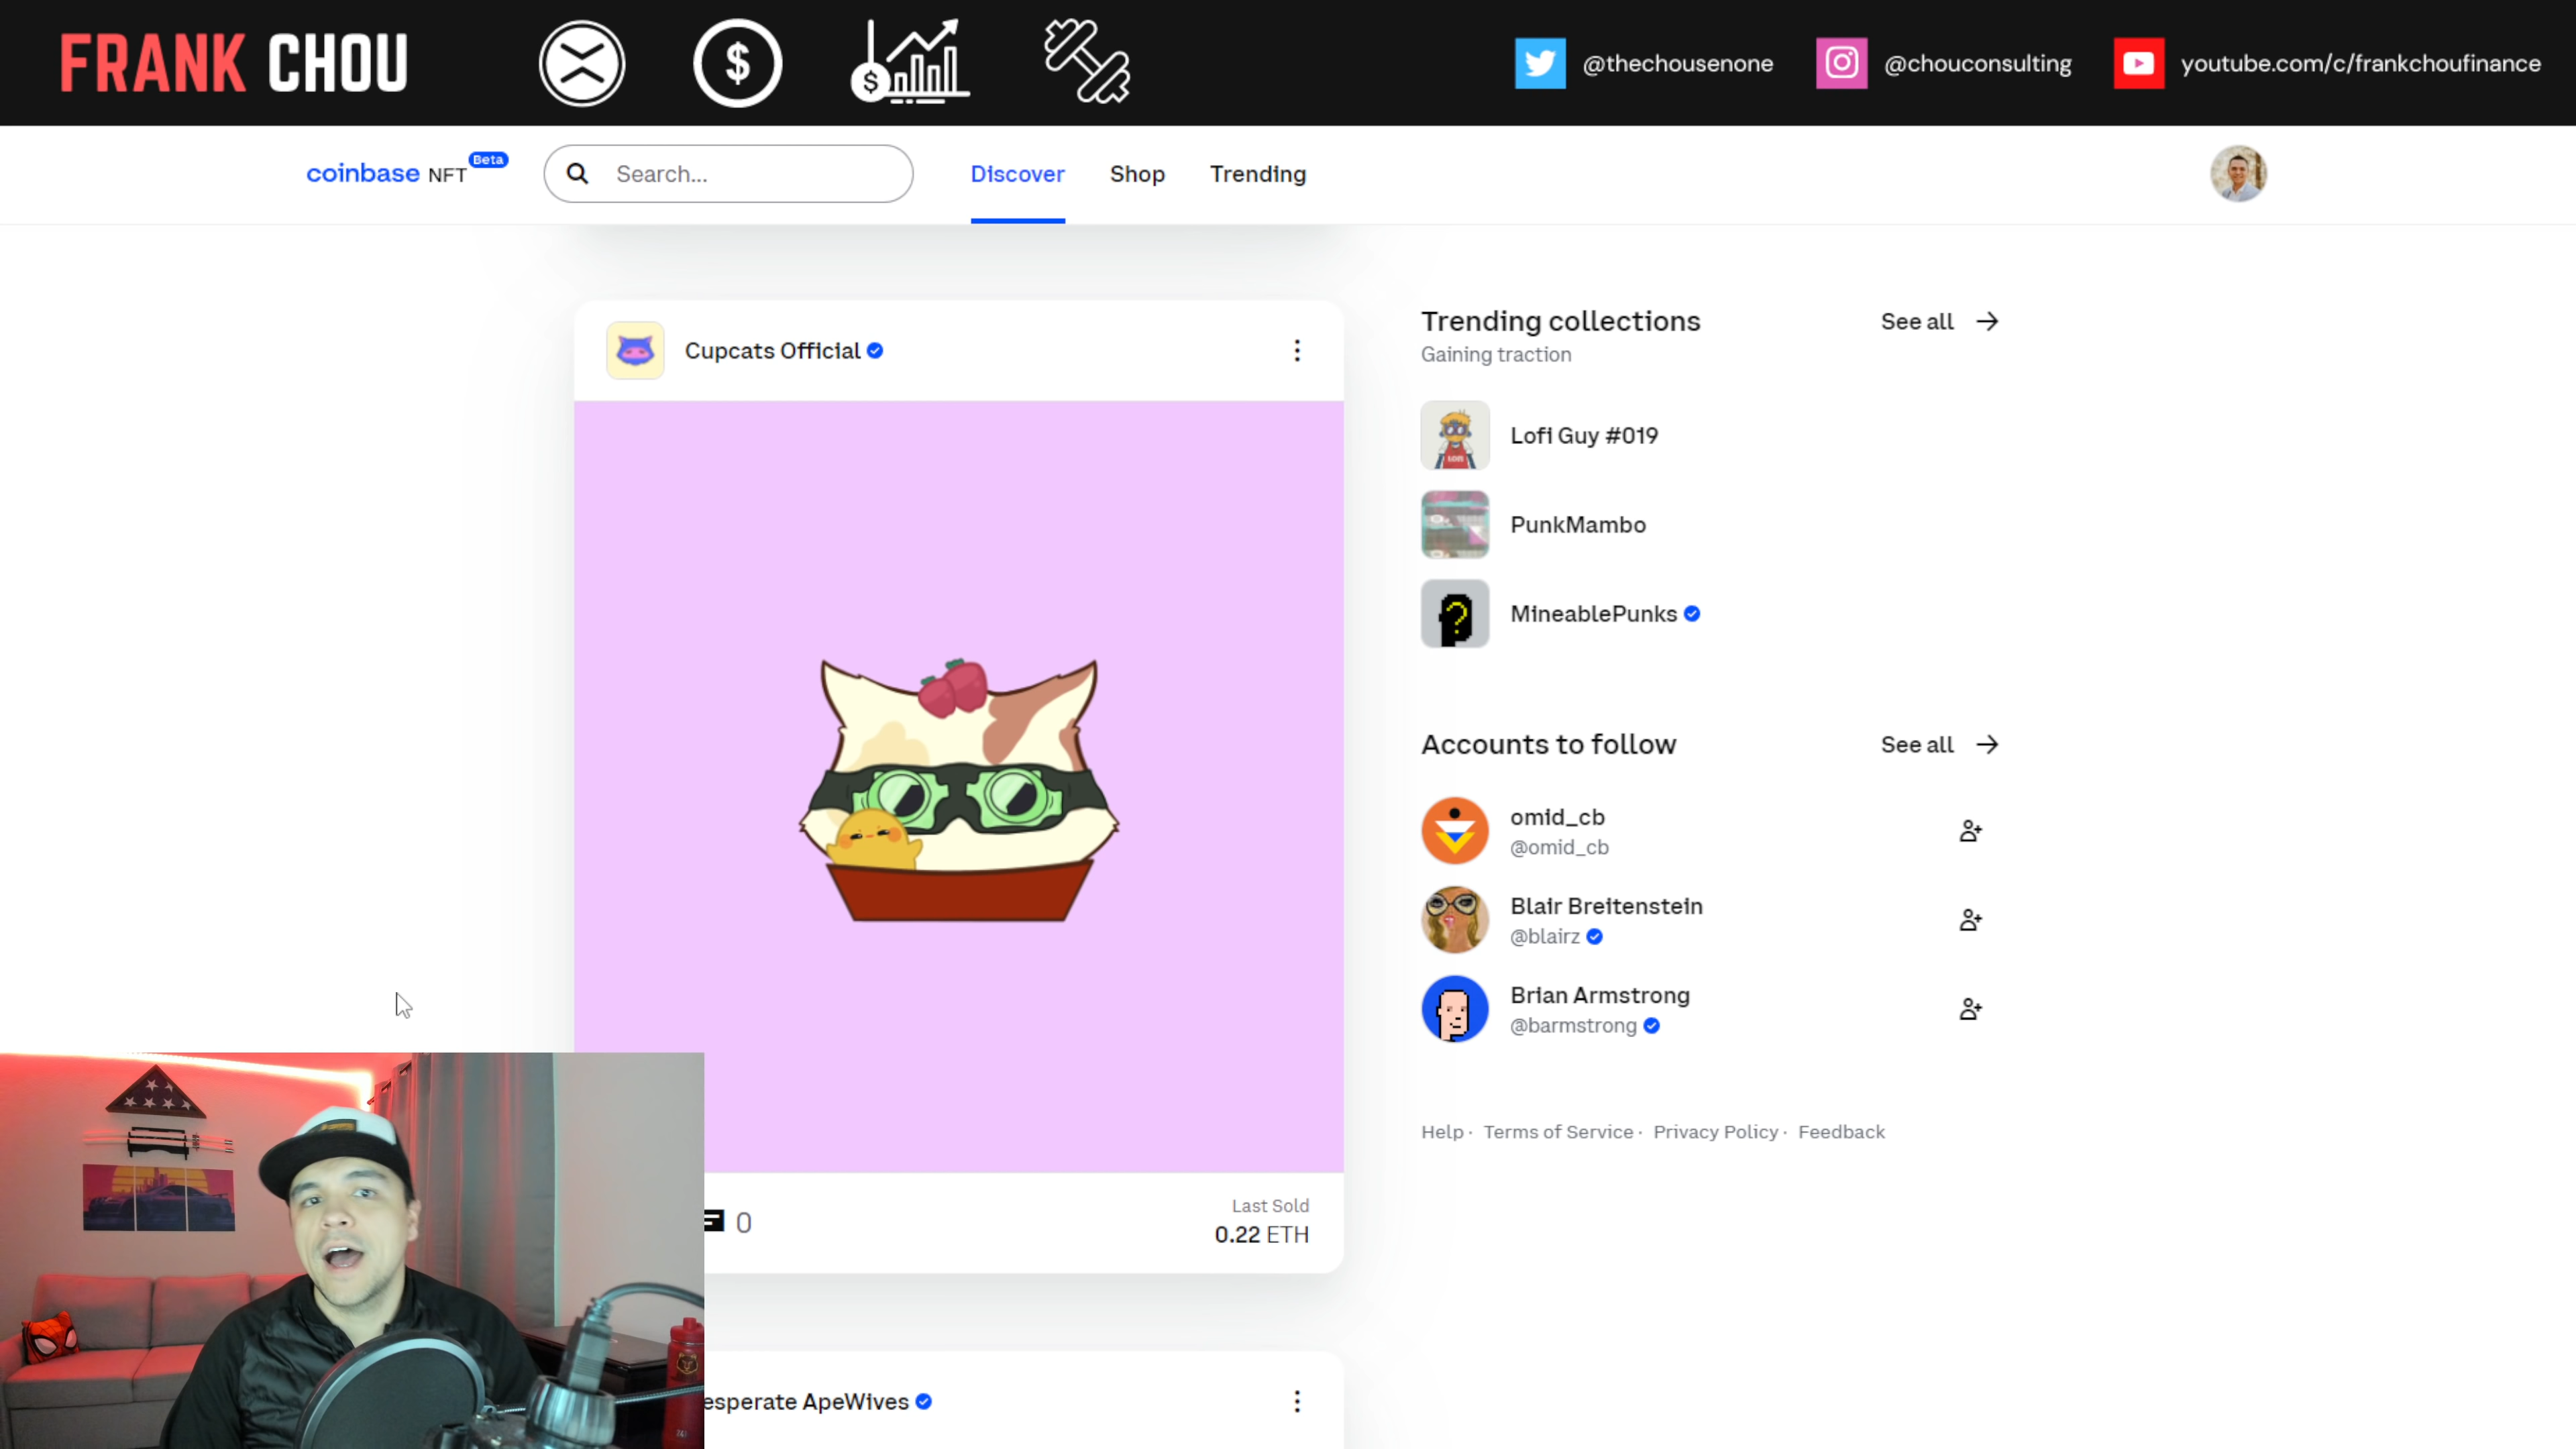 FRANK CHOU
@thechousenone
@chouconsulting
youtube.com/c/frankchoufinance
coinbase NFT Beta
Search...
Discover
Shop
Trending
Cupcats Official
Last Sold
0
0.22 ETH
esperate ApeWives
Trending collections
See all
Gaining traction
Lofi Guy #019
PunkMambo
MineablePunks
Accounts to follow
See all
omid_cb
@omid_cb
Blair Breitenstein
@blairz
Brian Armstrong
@barmstrong
Help · Terms of Service · Privacy Policy · Feedback